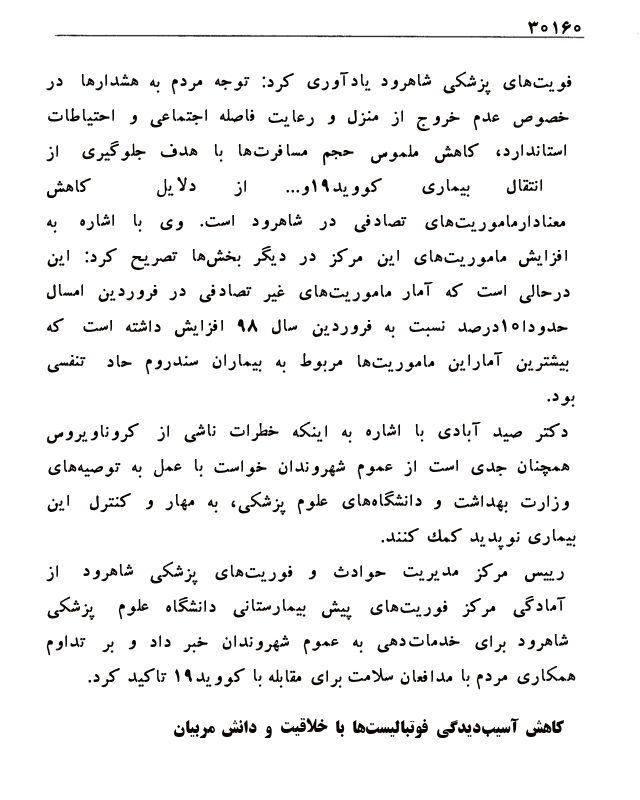 ۳۰۱۶۰
فویت‌های پزشکی شاهرود یادآوری کرد: توجه مردم به هشدارها در
خصوص عدم خروج از منزل و رعایت فاصله اجتماعی و احتیاطات
استاندارد، کاهش ملموس حجم مسافرت‌ها با هدف جلوگیری از
انتقال بیماری کووید۱۹و... از دلایل کاهش
معنادارماموریت‌های تصادفی در شاهرود است. وی با اشاره به
افزایش ماموریت‌های این مرکز در دیگر بخش‌ها تصریح کرد: این
درحالی است که آمار ماموریت‌های غیر تصادفی در فروردین امسال
حدودا۱۰درصد نسبت به فروردین سال ۹۸ افزایش داشته است که
بیشترین آماراین ماموریت‌ها مربوط به بیماران سندروم حاد تنفسی
بود.
دکتر صید آبادی با اشاره به اینکه خطرات ناشی از کروناویروس
همچنان جدی است از عموم شهروندان خواست با عمل به توصیه‌های
وزارت بهداشت و دانشگاه‌های علوم پزشکی، به مهار و کنترل این
بیماری نوپدید کمك کنند.
رییس مرکز مدیریت حوادث و فوریت‌های پزشکی شاهرود از
آمادگی مرکز فوریت‌های پیش بیمارستانی دانشگاه علوم پزشکی
شاهرود برای خدمات‌دهی به عموم شهروندان خبر داد و بر تداوم
همکاری مردم با مدافعان سلامت برای مقابله با کووید۱۹ تاکید کرد.
کاهش آسیب‌دیدگی فوتبالیست‌ها با خلاقیت و دانش مربیان